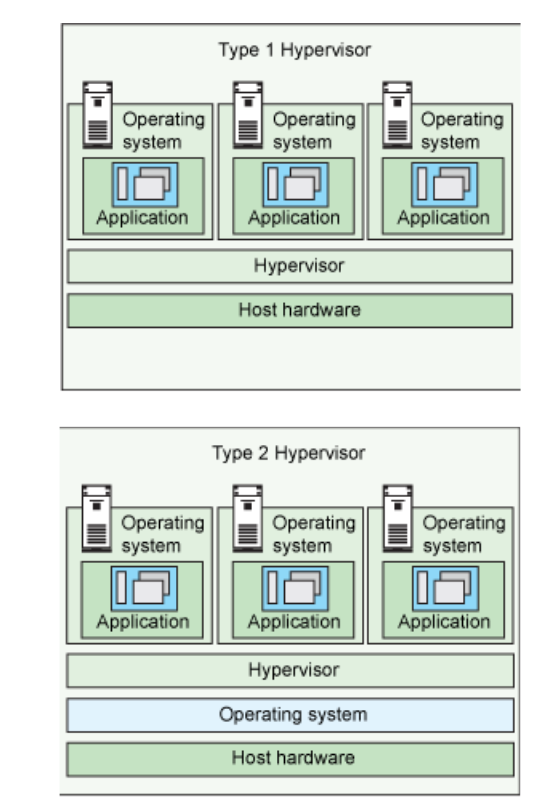 Type 1 Hypervisor
Operating
system
Application
Operating
system
Application
Operating
system
Application
Hypervisor
Host hardware
Type 2 Hypervisor
Operating
system
Application
Operating
system
Application
Operating
system
Application
Hypervisor
Operating system
Host hardware